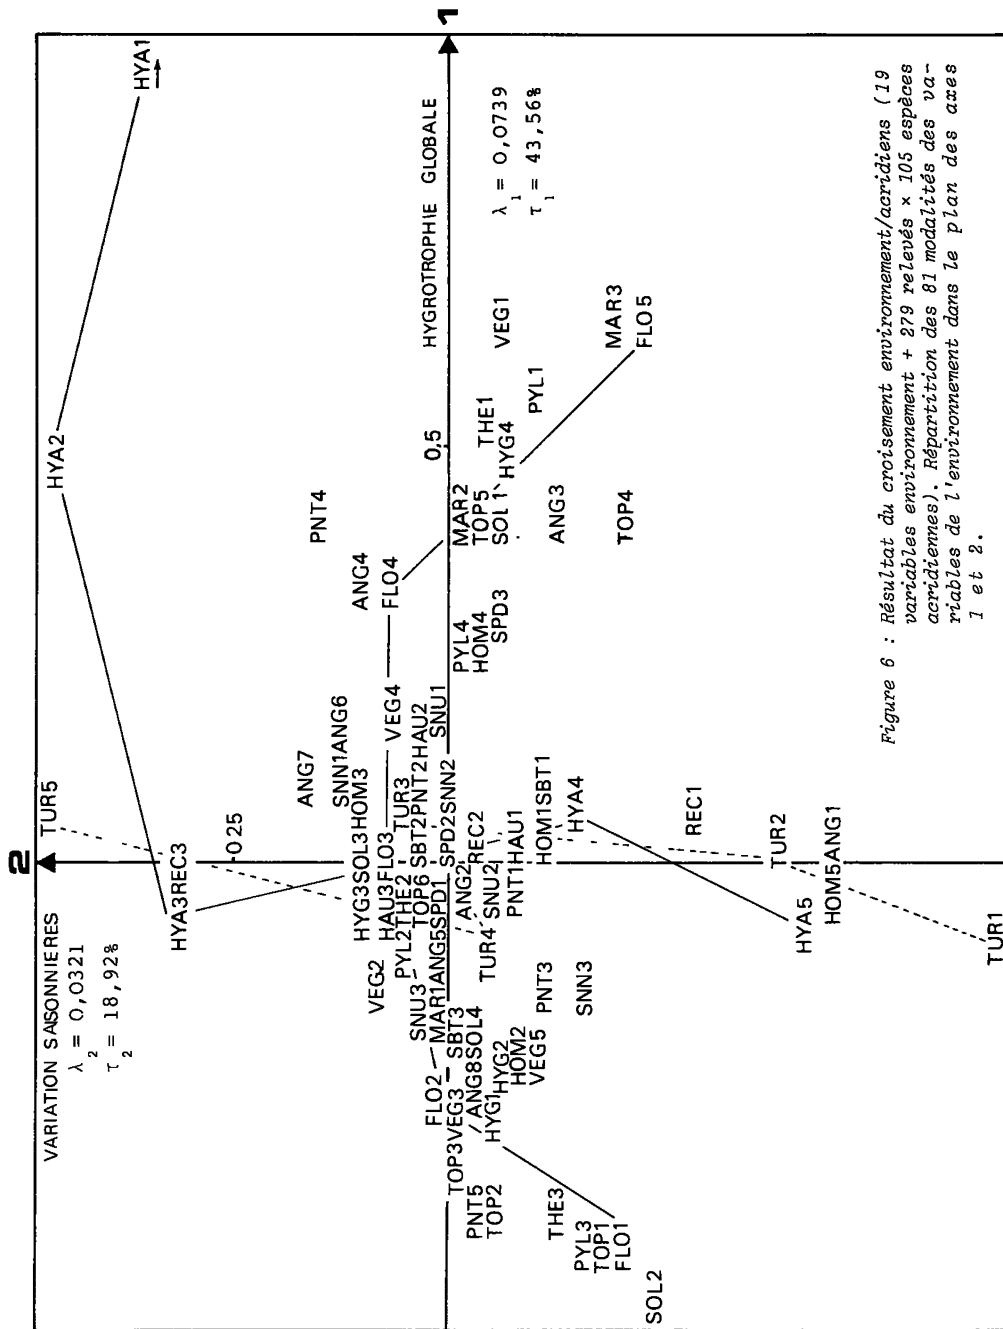 2
VARIATION SAISONNIERES
λ2 = 0,0321
τ2 = 18,92%
HYA2
HYA1
TUR5
HYA3REC3
0.25
PNT4
ANG7
SNN1ANG6
ANG4
HYG3SOL3HOM3
VEG2
HAU3FLO3
VEG4
FLO4
PYL2THE2
TUR3
SNU3
TOP6
SBT2PNT2HAU2
FLO2
MAR1ANG5SPD1
SPD2SNN2
SNU1
HYGROTROPHIE GLOBALE
1
TOP3VEG3
SBT3
ANG2
PYL4
MAR2
0,5
PNT5
ANG8SOL4
REC2
HOM4
TOP5
THE1
TOP2
HYG1
HYG2
TUR4
SNU2
SPD3
SOL1
HYG4
VEG1
λ1 = 0,0739
τ1 = 43,56%
HOM2
PNT1HAU1
VEG5
PNT3
HOM1SBT1
PYL1
THE3
ANG3
PYL3
SNN3
HYA4
TOP1
FLO1
TOP4
MAR3
FLO5
SOL2
REC1
TUR2
HYA5
HOM5ANG1
TUR1
Figure 6 : Résultat du croisement environnement/acridiens (19
variables environnement + 279 relevés × 105 espèces
acridiennes). Répartition des 81 modalités des va-
riables de l'environnement dans le plan des axes
1 et 2.